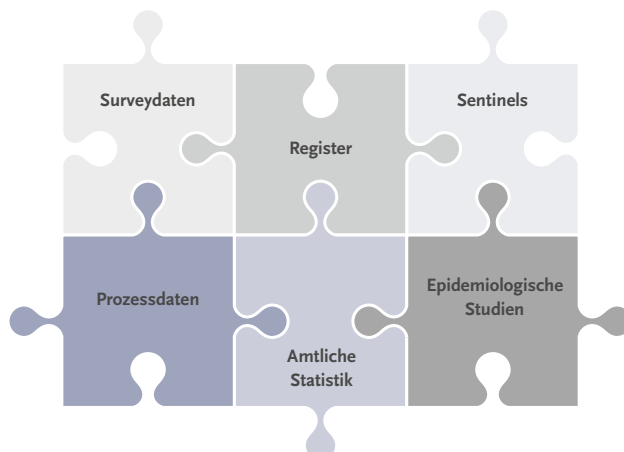 Surveydaten
Register
Sentinels
Prozessdaten
Amtliche
Statistik
Epidemiologische
Studien